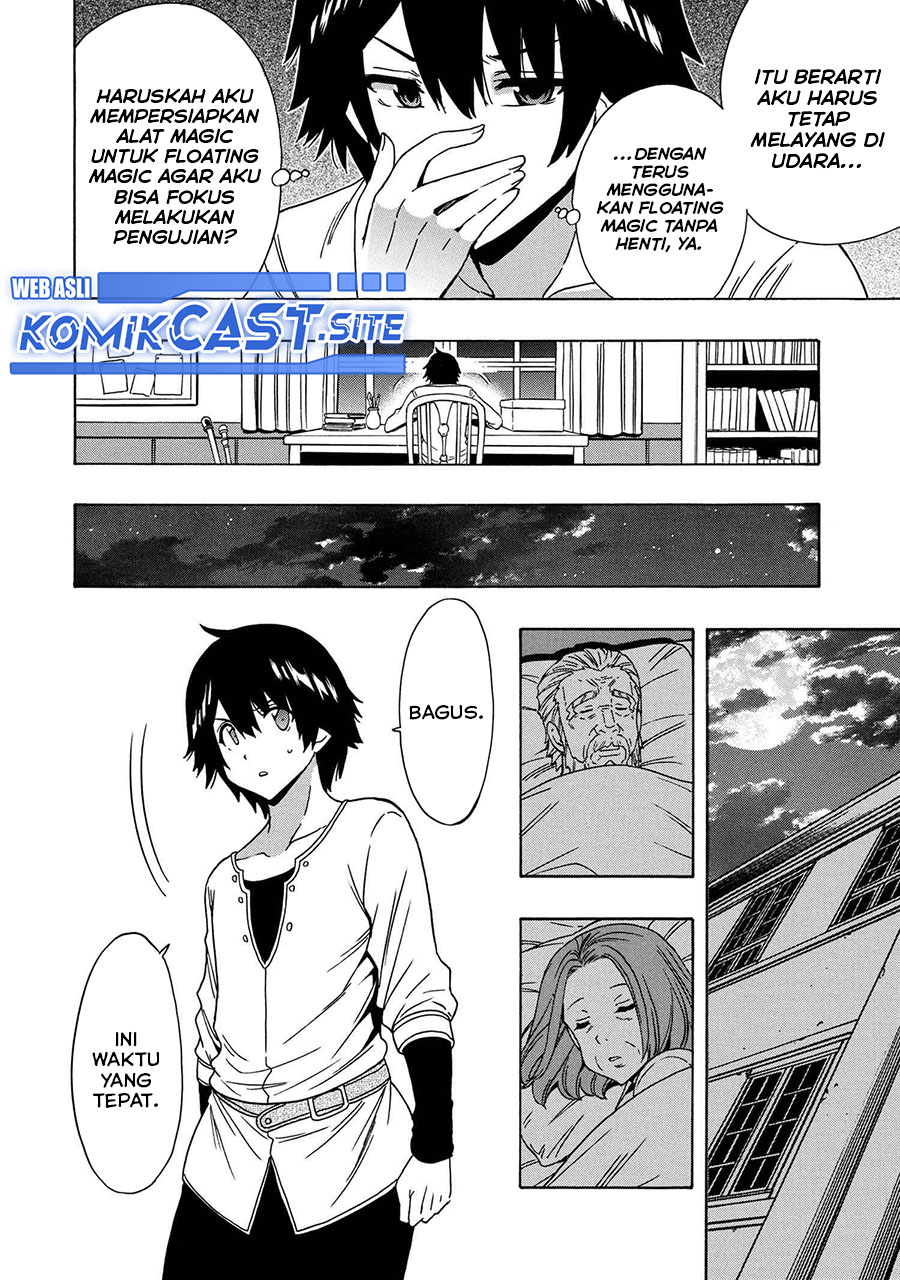 ITU BERARTI
AKU HARUS
TETAP
MELAYANG DI
UDARA...
...DENGAN
TERUS
MENGGUNA-
KAN FLOATING
MAGIC TANPA
HENTI, YA.
HARUSKAH AKU
MEMPERSIAPKAN
ALAT MAGIC
UNTUK FLOATING
MAGIC AGAR AKU
BISA FOKUS
MELAKUKAN
PENGUJIAN?
WEB ASLI
KOMIKCAST.SITE
BAGUS.
INI
WAKTU
YANG
TEPAT.